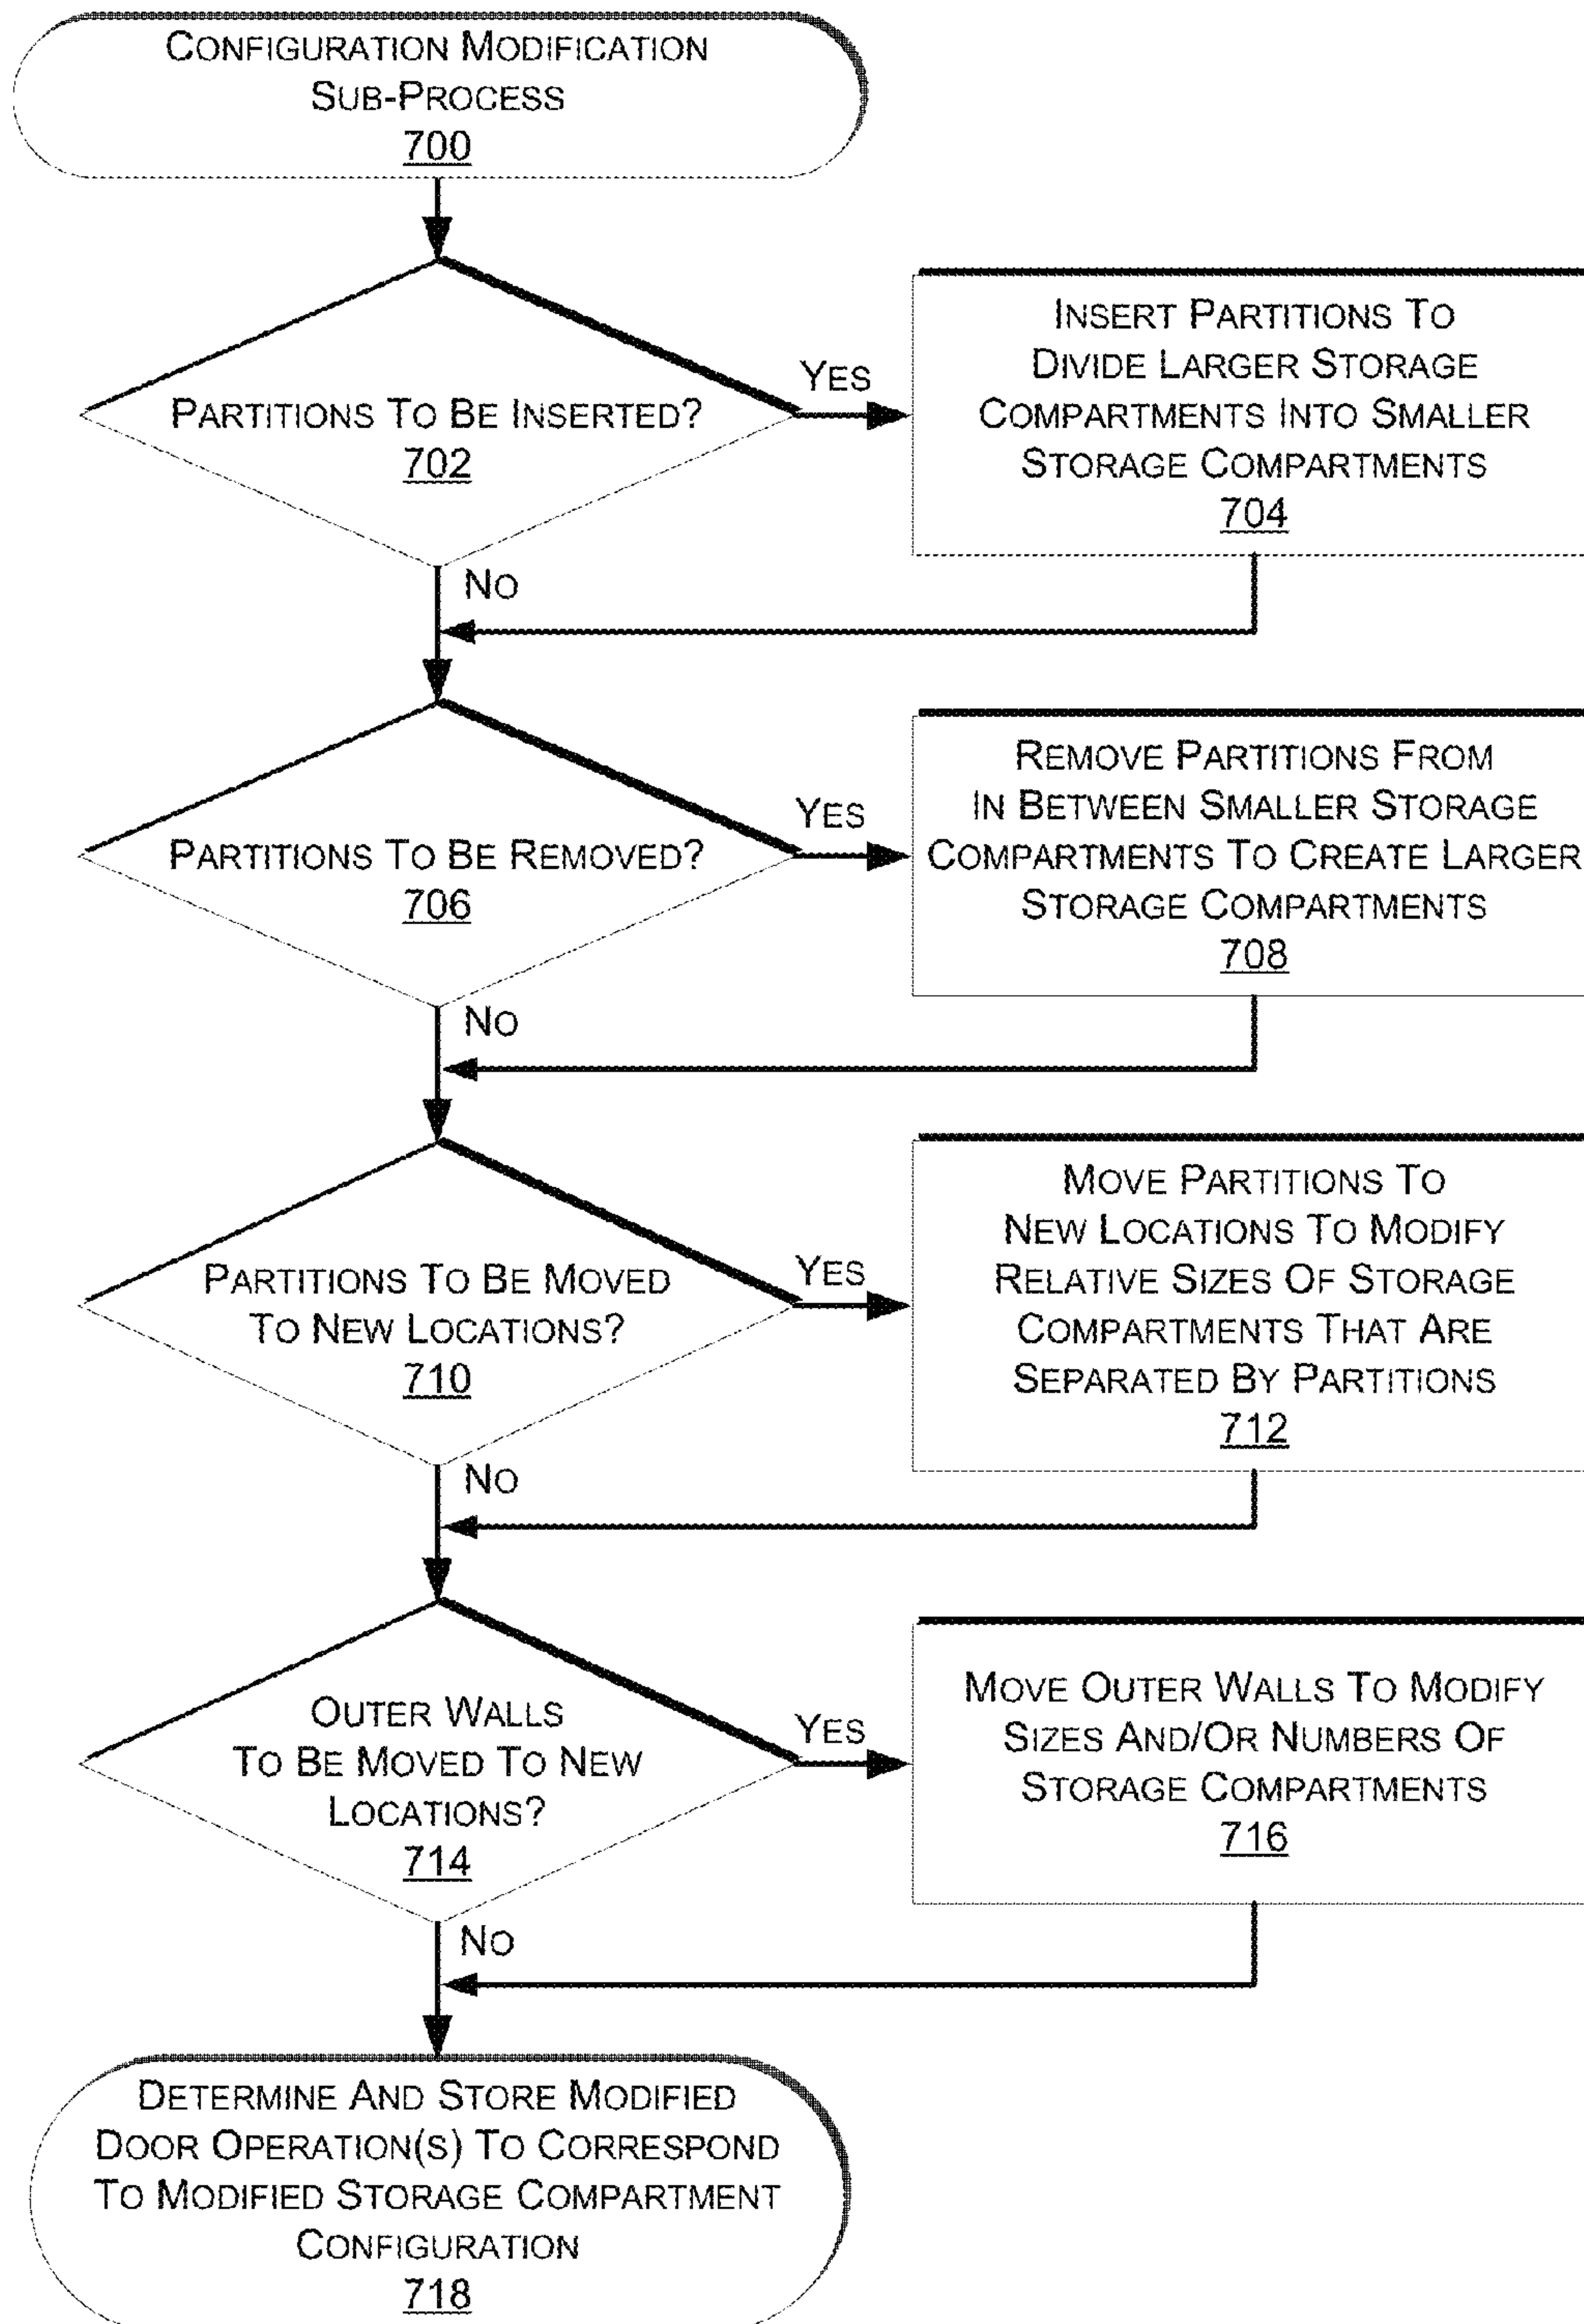 CONFIGURATION MODIFICATION
SUB-PROCESS
700
PARTITIONS TO BE INSERTED?
702
YES
INSERT PARTITIONS TO
DIVIDE LARGER STORAGE
COMPARTMENTS INTO SMALLER
STORAGE COMPARTMENTS
704
NO
PARTITIONS TO BE REMOVED?
706
YES
REMOVE PARTITIONS FROM
IN BETWEEN SMALLER STORAGE
COMPARTMENTS TO CREATE LARGER
STORAGE COMPARTMENTS
708
NO
PARTITIONS TO BE MOVED
TO NEW LOCATIONS?
710
YES
MOVE PARTITIONS TO
NEW LOCATIONS TO MODIFY
RELATIVE SIZES OF STORAGE
COMPARTMENTS THAT ARE
SEPARATED BY PARTITIONS
712
NO
OUTER WALLS
TO BE MOVED TO NEW
LOCATIONS?
714
YES
MOVE OUTER WALLS TO MODIFY
SIZES AND/OR NUMBERS OF
STORAGE COMPARTMENTS
716
NO
DETERMINE AND STORE MODIFIED
DOOR OPERATION(S) TO CORRESPOND
TO MODIFIED STORAGE COMPARTMENT
CONFIGURATION
718